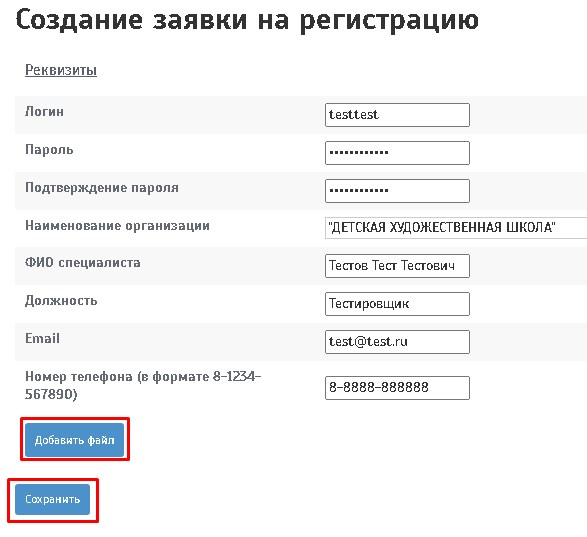 Создание заявки на регистрацию
Реквизиты
Логин testtest
Пароль ••••••••••••
Подтверждение пароля ••••••••••••
Наименование организации "ДЕТСКАЯ ХУДОЖЕСТВЕННАЯ ШКОЛА"
ФИО специалиста Тестов Тест Тестович
Должность Тестировщик
Email test@test.ru
Номер телефона (в формате 8-1234-
567890) 8-8888-888888
Добавить файл
Сохранить